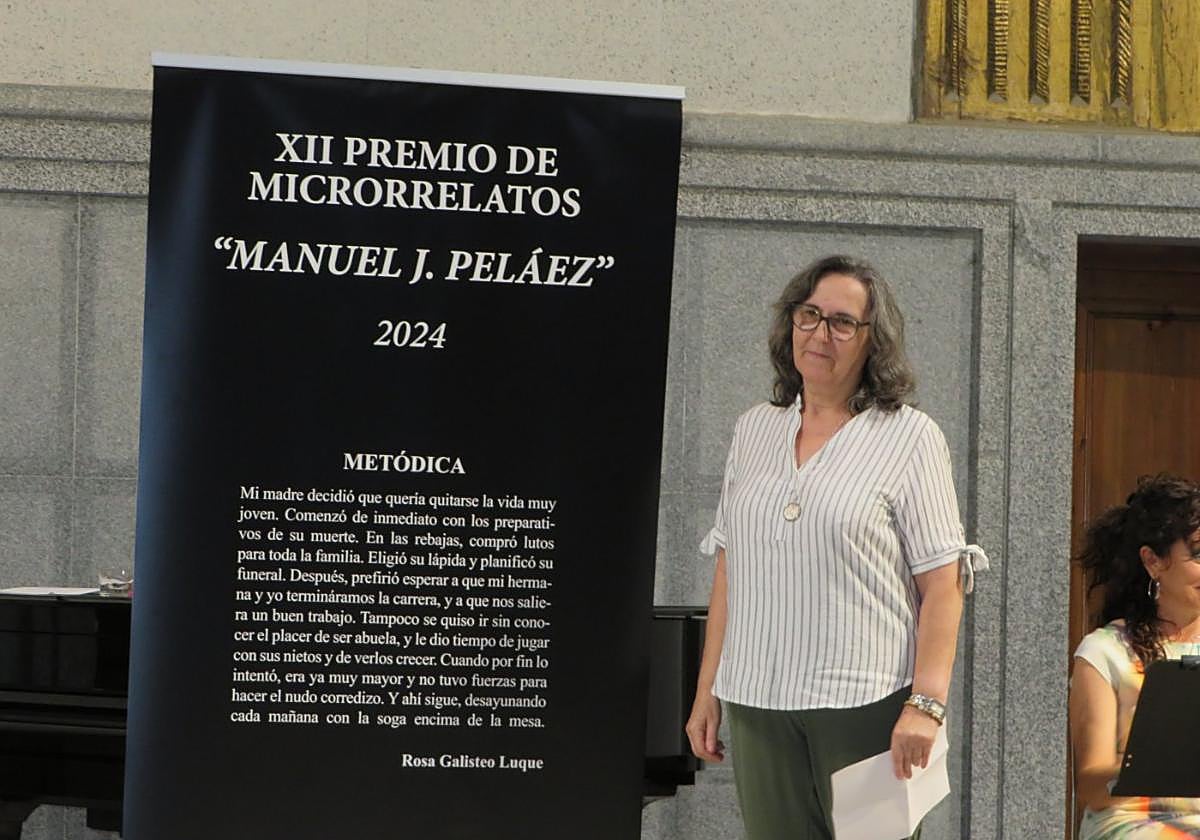 XII PREMIO DE
MICRORRELATOS
“MANUEL J. PELÁEZ”
2024
METÓDICA
Mi madre decidió que quería quitarse la vida muy
joven. Comenzó de inmediato con los preparati-
vos de su muerte. En las rebajas, compró lutos
para toda la familia. Eligió su lápida y planificó su
funeral. Después, prefirió esperar a que mi herma-
na y yo termináramos la carrera, y a que nos salie-
ra un buen trabajo. Tampoco se quiso ir sin cono-
cer el placer de ser abuela, y le dio tiempo de jugar
con sus nietos y de verlos crecer. Cuando por fin lo
intentó, era ya muy mayor y no tuvo fuerzas para
hacer el nudo corredizo. Y ahí sigue, desayunando
cada mañana con la soga encima de la mesa.
Rosa Galisteo Luque